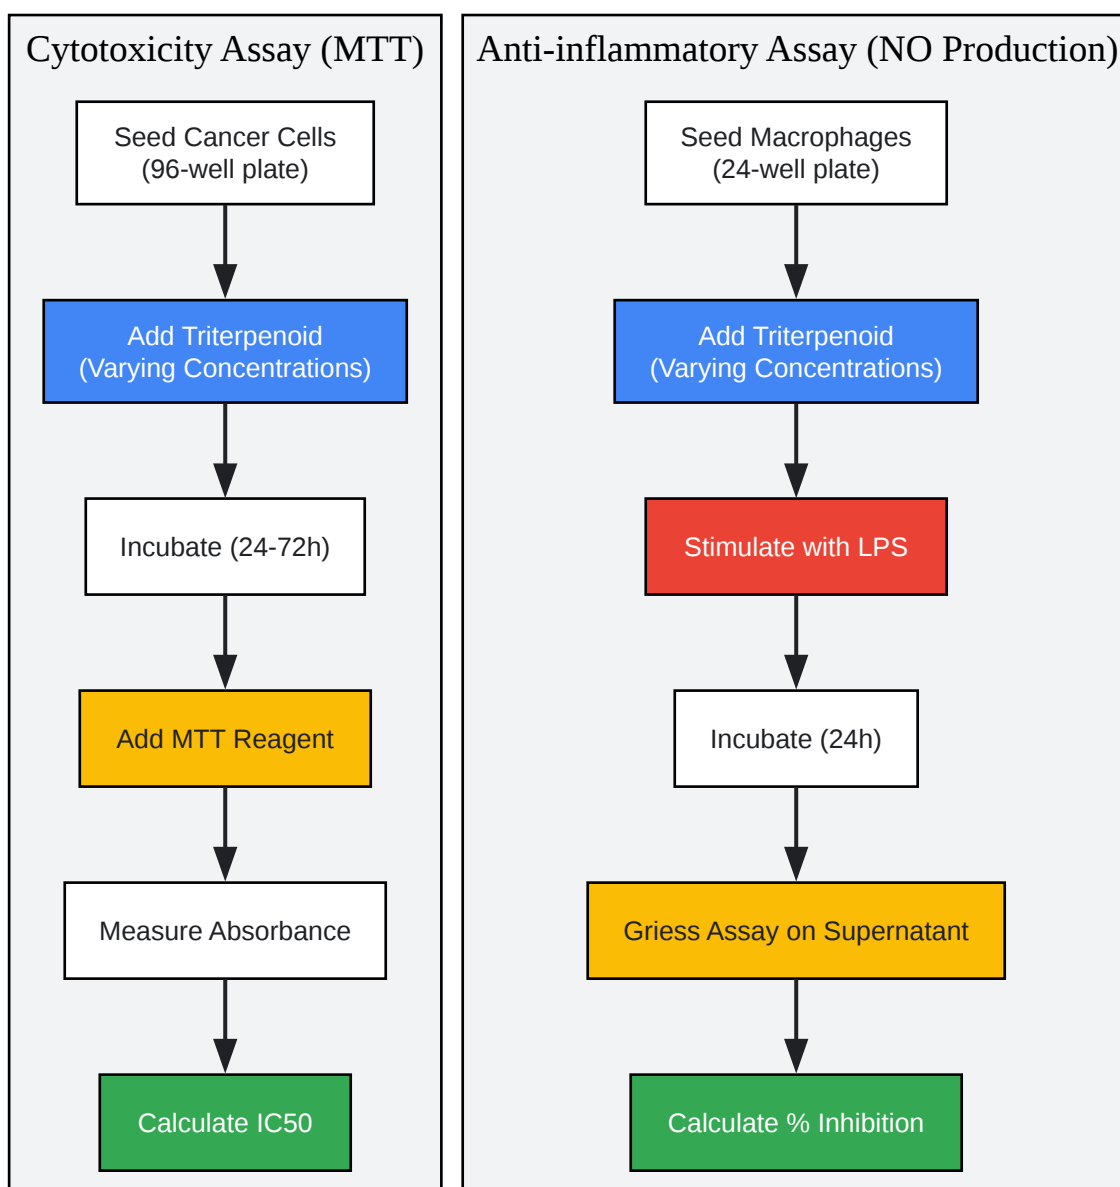 Cytotoxicity Assay (MTT)
Seed Cancer Cells
(96-well plate)
Add Triterpenoid
(Varying Concentrations)
Incubate (24-72h)
Add MTT Reagent
Measure Absorbance
Calculate IC50
Anti-inflammatory Assay (NO Production)
Seed Macrophages
(24-well plate)
Add Triterpenoid
(Varying Concentrations)
Stimulate with LPS
Incubate (24h)
Griess Assay on Supernatant
Calculate % Inhibition